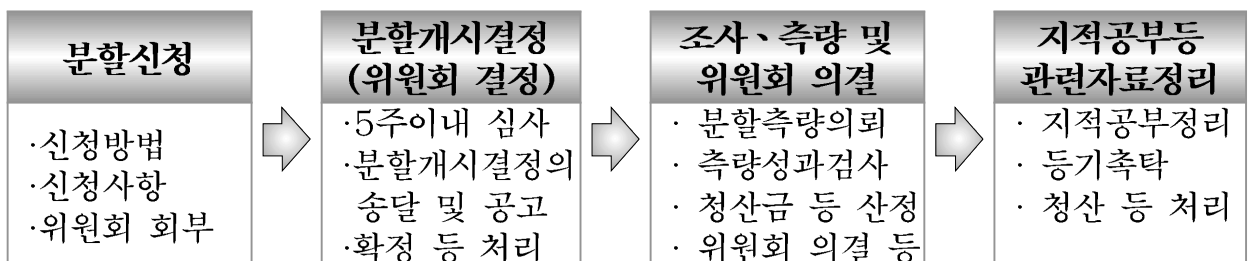 분할신청
·신청방법
·신청사항
·위원회 회부
분할개시결정
(위원회 결정)
·5주이내 심사
·분할개시결정의
송달 및 공고
·확정 등 처리
조사、측량 및
위원회 의결
· 분할측량의뢰
· 측량성과검사
· 청산금 등 산정
· 위원회 의결 등
지적공부등
관련자료정리
· 지적공부정리
· 등기촉탁
· 청산 등 처리